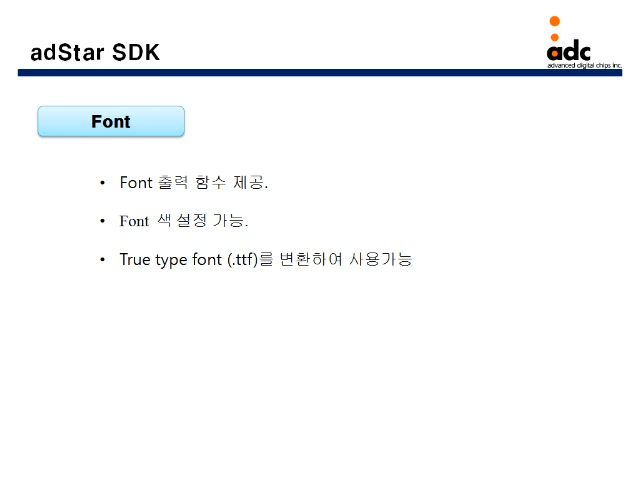 adStar SDK
adc
advanced digital chips inc.
Font
• Font 출력 함수 제공.
• Font 색 설정 가능.
• True type font (.ttf)를 변환하여 사용가능